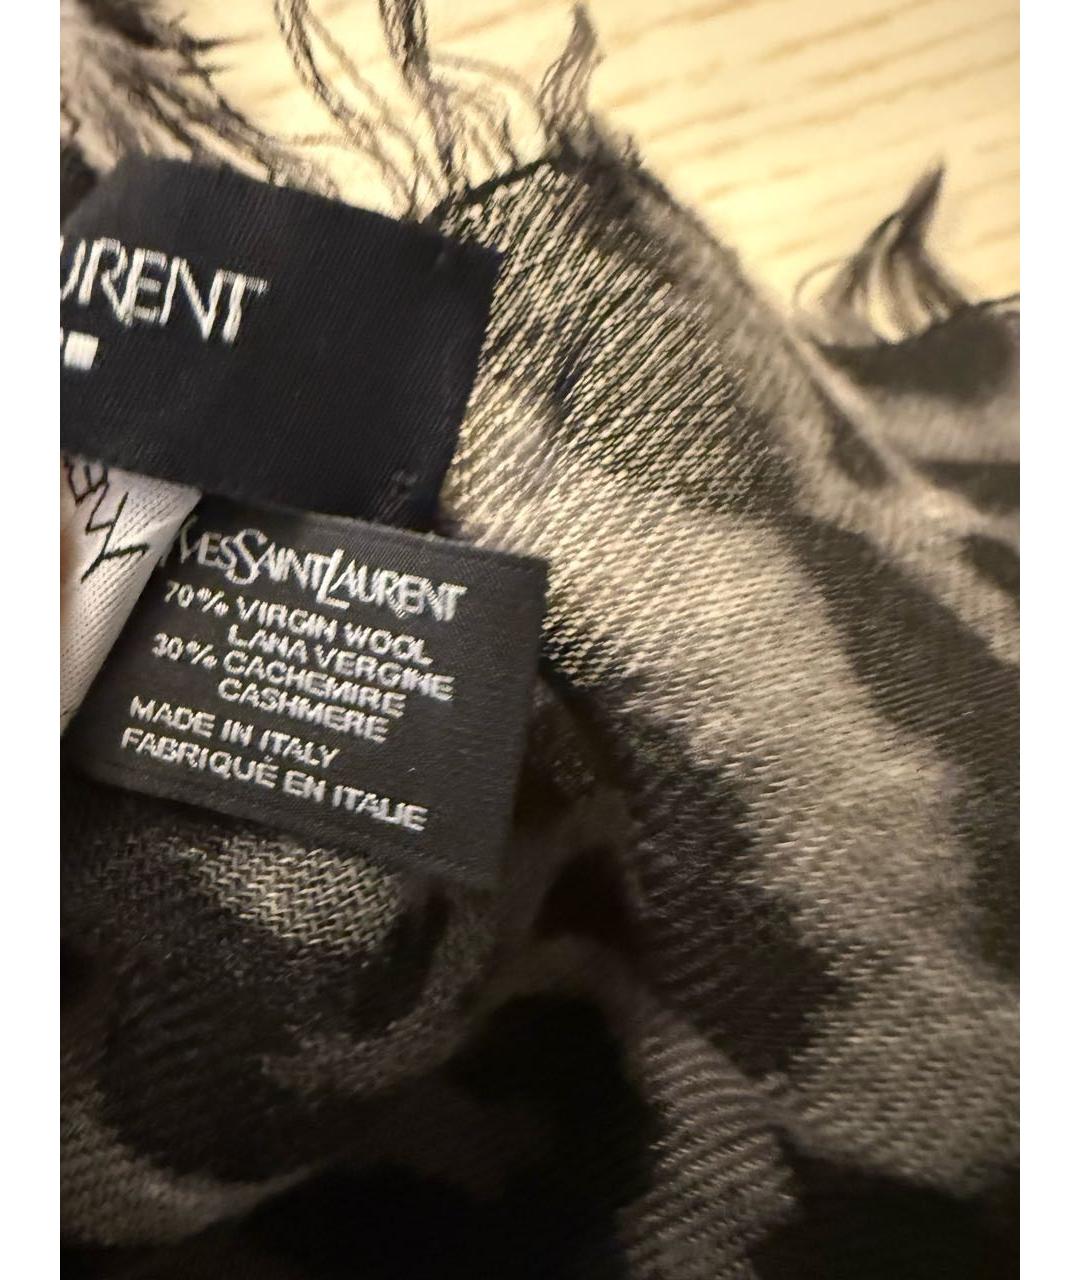 URENT
YVESSAINTLAURENT
70% VIRGIN WOOL
LANA VERGINE
30% CACHEMIRE
CASHMERE
MADE IN ITALY
FABRIQUÉ EN ITALIE